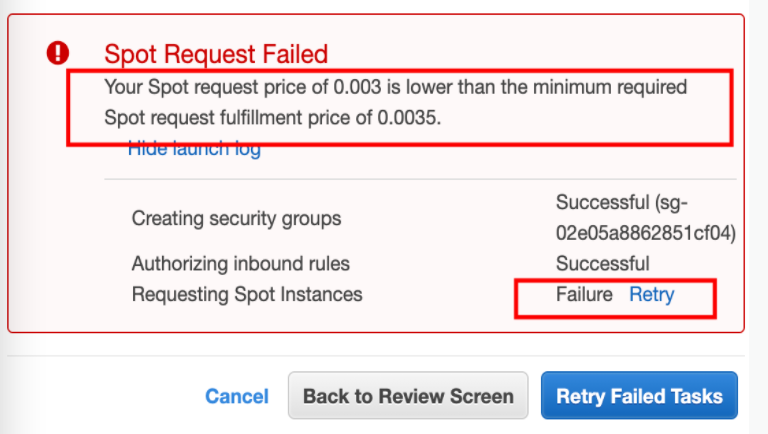 Spot Request Failed
Your Spot request price of 0.003 is lower than the minimum required
Spot request fulfillment price of 0.0035.
Hide launch log
Creating security groups
Successful (sg-
02e05a8862851cf04)
Authorizing inbound rules
Successful
Requesting Spot Instances
Failure Retry
Cancel
Back to Review Screen
Retry Failed Tasks